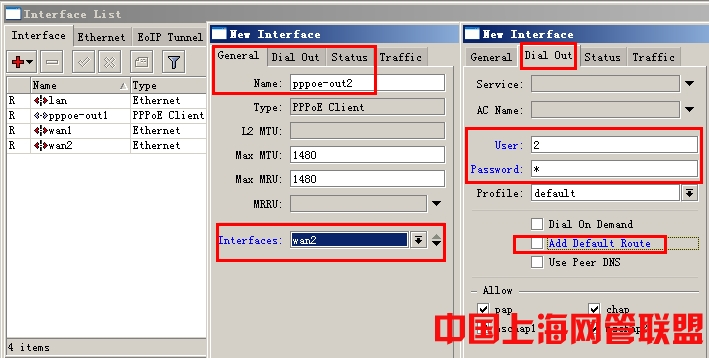 Interface List
Interface Ethernet EoIP Tunnel
Name Type
R lan Ethernet
R pppoe-out1 PPPoE Client
R wan1 Ethernet
R wan2 Ethernet
4 items
New Interface
General Dial Out Status Traffic
Name: pppoe-out2
Type: PPPoE Client
L2 MTU:
Max MTU: 1480
Max MRU: 1480
MRRU:
Interfaces: wan2
New Interface
General Dial Out Status Traffic
Service:
AC Name:
User: 2
Password: *
Profile: default
Dial On Demand
Add Default Route
Use Peer DNS
Allow
pap chap
mschap1
中国上海网管联盟